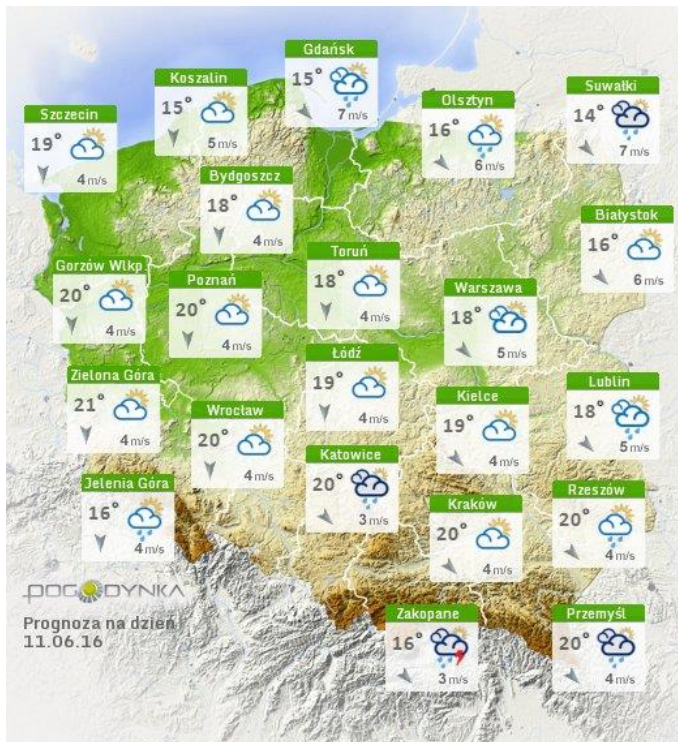 Gdańsk
15°
7 m/s
Koszalin
15°
5 m/s
Suwałki
14°
7 m/s
Olsztyn
16°
6 m/s
Szczecin
19°
4 m/s
Bydgoszcz
18°
4 m/s
Białystok
16°
6 m/s
Toruń
18°
4 m/s
Gorzów Wlkp
20°
4 m/s
Poznań
20°
4 m/s
Warszawa
18°
5 m/s
Łódź
19°
4 m/s
Zielona Góra
21°
4 m/s
Lublin
18°
5 m/s
Kielce
19°
4 m/s
Wrocław
20°
4 m/s
Katowice
20°
3 m/s
Jelenia Góra
16°
4 m/s
Rzeszów
20°
4 m/s
Kraków
20°
4 m/s
POGODYNKA
Prognoza na dzień
11.06.16
Zakopane
16°
3 m/s
Przemyśl
20°
4 m/s